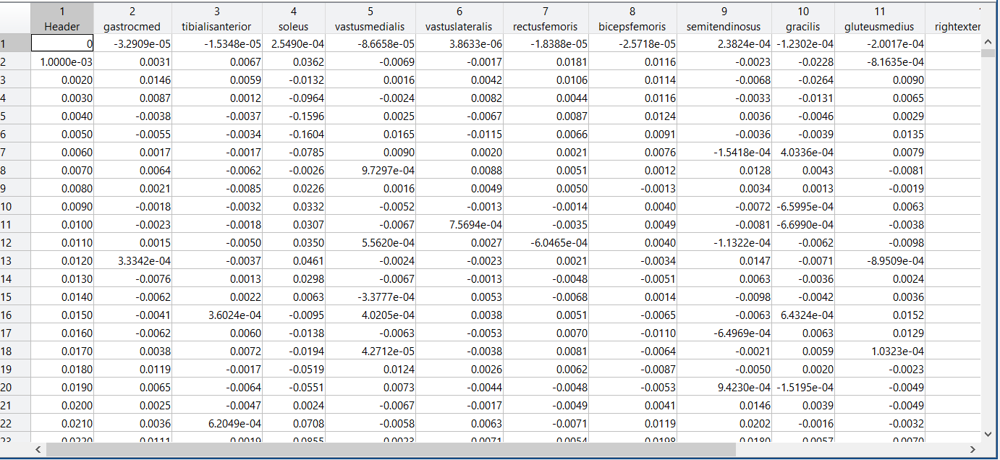 1 2 3 4 5 6 7 8 9 10 11
Header gastrocmed tibialisanterior soleus vastusmedialis vastuslateralis rectusfemoris bicepsfemoris semitendinosus gracilis gluteusmedius rightexter
1 0 -3.2909e-05 -1.5348e-05 2.5490e-04 -8.6658e-05 3.8633e-06 -1.8388e-05 -2.5718e-05 2.3824e-04 -1.2302e-04 -2.0017e-04
2 1.0000e-03 0.0031 0.0067 0.0362 -0.0069 -0.0017 0.0181 0.0116 -0.0023 -0.0228 -8.1635e-04
3 0.0020 0.0146 0.0059 -0.0132 0.0016 0.0042 0.0106 0.0114 -0.0068 -0.0264 0.0090
4 0.0030 0.0087 0.0012 -0.0964 -0.0024 0.0082 0.0044 0.0116 -0.0033 -0.0131 0.0065
5 0.0040 -0.0038 -0.0037 -0.1596 0.0025 -0.0067 0.0087 0.0124 0.0036 -0.0046 0.0029
6 0.0050 -0.0055 -0.0034 -0.1604 0.0165 -0.0115 0.0066 0.0091 -0.0036 -0.0039 0.0135
7 0.0060 0.0017 -0.0017 -0.0785 0.0090 0.0020 0.0021 0.0076 -1.5418e-04 4.0336e-04 0.0079
8 0.0070 0.0064 -0.0062 -0.0026 9.7297e-04 0.0088 0.0051 0.0012 0.0128 0.0043 -0.0081
9 0.0080 0.0021 -0.0085 0.0226 0.0016 0.0049 0.0050 -0.0013 0.0034 0.0013 -0.0019
10 0.0090 -0.0018 -0.0032 0.0332 -0.0052 -0.0013 -0.0014 0.0040 -0.0072 -6.5995e-04 0.0063
11 0.0100 -0.0023 -0.0018 0.0307 -0.0067 7.5694e-04 -0.0035 0.0049 -0.0081 -6.6990e-04 -0.0038
12 0.0110 0.0015 -0.0050 0.0350 5.5620e-04 0.0027 -6.0465e-04 0.0040 -1.1322e-04 -0.0062 -0.0098
13 0.0120 3.3342e-04 -0.0037 0.0461 -0.0024 -0.0023 0.0021 -0.0034 0.0147 -0.0071 -8.9509e-04
14 0.0130 -0.0076 0.0013 0.0298 -0.0067 -0.0013 -0.0048 -0.0051 0.0063 -0.0036 0.0024
15 0.0140 -0.0062 0.0022 0.0063 -3.3777e-04 0.0053 -0.0068 0.0014 -0.0098 -0.0042 0.0036
16 0.0150 -0.0041 3.6024e-04 -0.0095 4.0205e-04 0.0038 0.0051 -0.0065 -0.0063 6.4324e-04 0.0152
17 0.0160 -0.0062 0.0060 -0.0138 -0.0063 -0.0053 0.0070 -0.0110 -6.4969e-04 0.0063 0.0129
18 0.0170 0.0038 0.0072 -0.0194 4.2712e-05 -0.0038 0.0081 -0.0064 -0.0021 0.0059 1.0323e-04
19 0.0180 0.0119 -0.0017 -0.0519 0.0124 0.0026 0.0062 -0.0087 -0.0050 0.0020 -0.0023
20 0.0190 0.0065 -0.0064 -0.0551 0.0073 -0.0044 -0.0048 -0.0053 9.4230e-04 -1.5195e-04 -0.0049
21 0.0200 0.0025 -0.0047 0.0024 -0.0067 -0.0017 -0.0049 0.0041 0.0146 0.0039 -0.0049
22 0.0210 0.0036 6.2049e-04 0.0708 -0.0058 0.0063 -0.0071 0.0119 0.0202 -0.0016 -0.0032